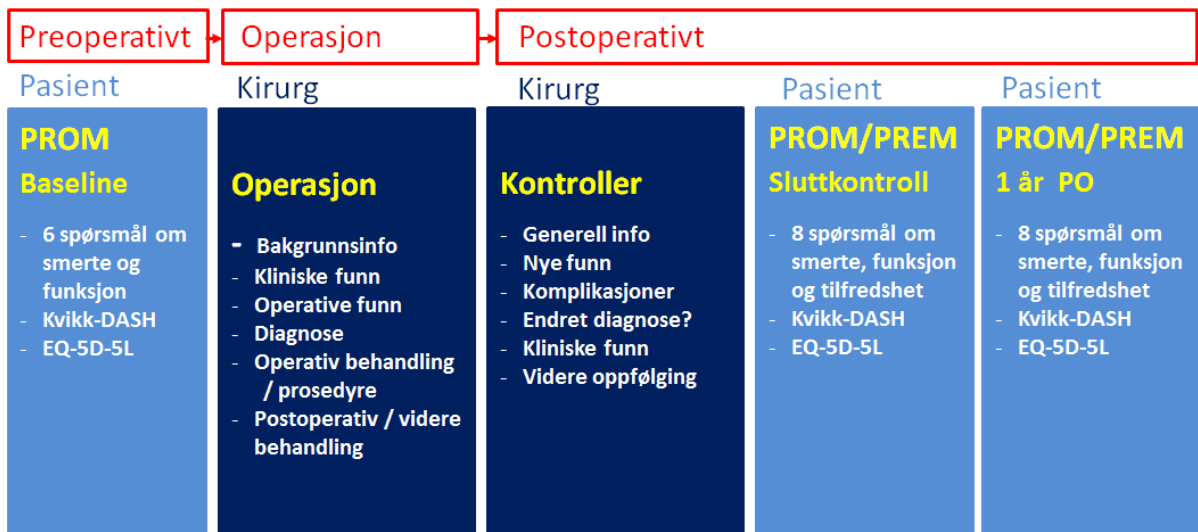 Preoperativt
Operasjon
Postoperativt
Pasient
Kirurg
Kirurg
Pasient
Pasient
PROM
Baseline
- 6 spørsmål om
smerte og
funksjon
- Kvikk-DASH
- EQ-5D-5L
Operasjon
- Bakgrunnsinfo
- Kliniske funn
- Operative funn
- Diagnose
- Operativ behandling
/ prosedyre
- Postoperativ / videre
behandling
Kontroller
- Generell info
- Nye funn
- Komplikasjoner
- Endret diagnose?
- Kliniske funn
- Videre oppfølging
PROM/PREM
Sluttkontroll
- 8 spørsmål om
smerte, funksjon
og tilfredshet
- Kvikk-DASH
- EQ-5D-5L
PROM/PREM
1 år PO
- 8 spørsmål om
smerte, funksjon
og tilfredshet
- Kvikk-DASH
- EQ-5D-5L